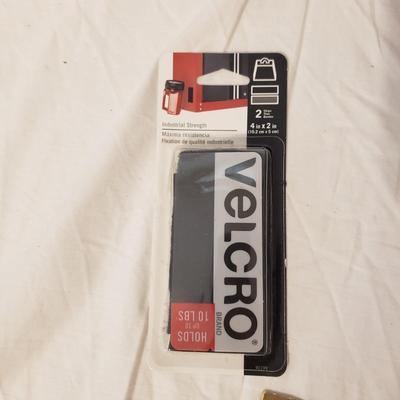 Industrial Strength
Máxima resistencia
Fixation de qualité industrielle
2
4 in x 2 in
(10.2 cm x 5 cm)
VELCRO
®
BRAND
HOLDS
UP TO
10 LBS